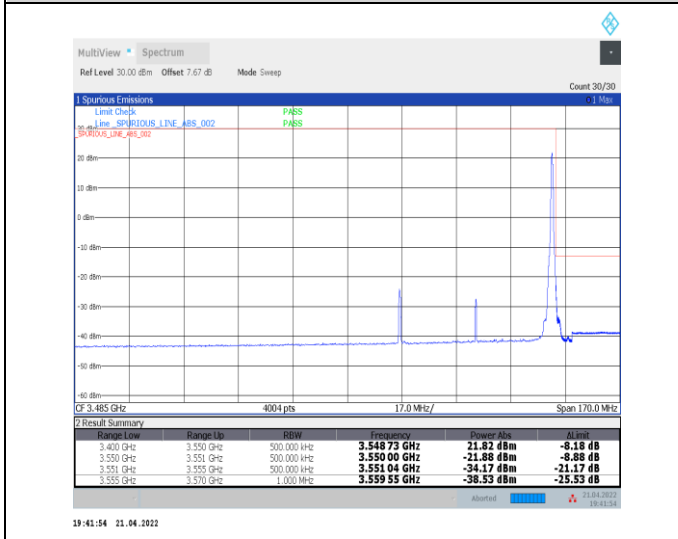 MultiView Spectrum
Ref Level 30.00 dBm Offset 7.67 dB Mode Sweep
Count 30/30
1 Spurious Emissions 1 Max
Limit Check PASS
Line _SPURIOUS_LINE_ABS_002 PASS
_SPURIOUS_LINE_ABS_002
20 dBm
10 dBm
0 dBm
-10 dBm
-20 dBm
-30 dBm
-40 dBm
-50 dBm
-60 dBm
CF 3.485 GHz 4004 pts 17.0 MHz/ Span 170.0 MHz
2 Result Summary
Range Low Range Up RBW Frequency Power Abs ΔLimit
3.400 GHz 3.550 GHz 500.000 kHz 3.548 73 GHz 21.82 dBm -8.18 dB
3.550 GHz 3.551 GHz 500.000 kHz 3.550 00 GHz -21.88 dBm -8.88 dB
3.551 GHz 3.555 GHz 500.000 kHz 3.551 04 GHz -34.17 dBm -21.17 dB
3.555 GHz 3.570 GHz 1.000 MHz 3.559 55 GHz -38.53 dBm -25.53 dB
Aborted 21.04.2022
19:41:54
19:41:54 21.04.2022